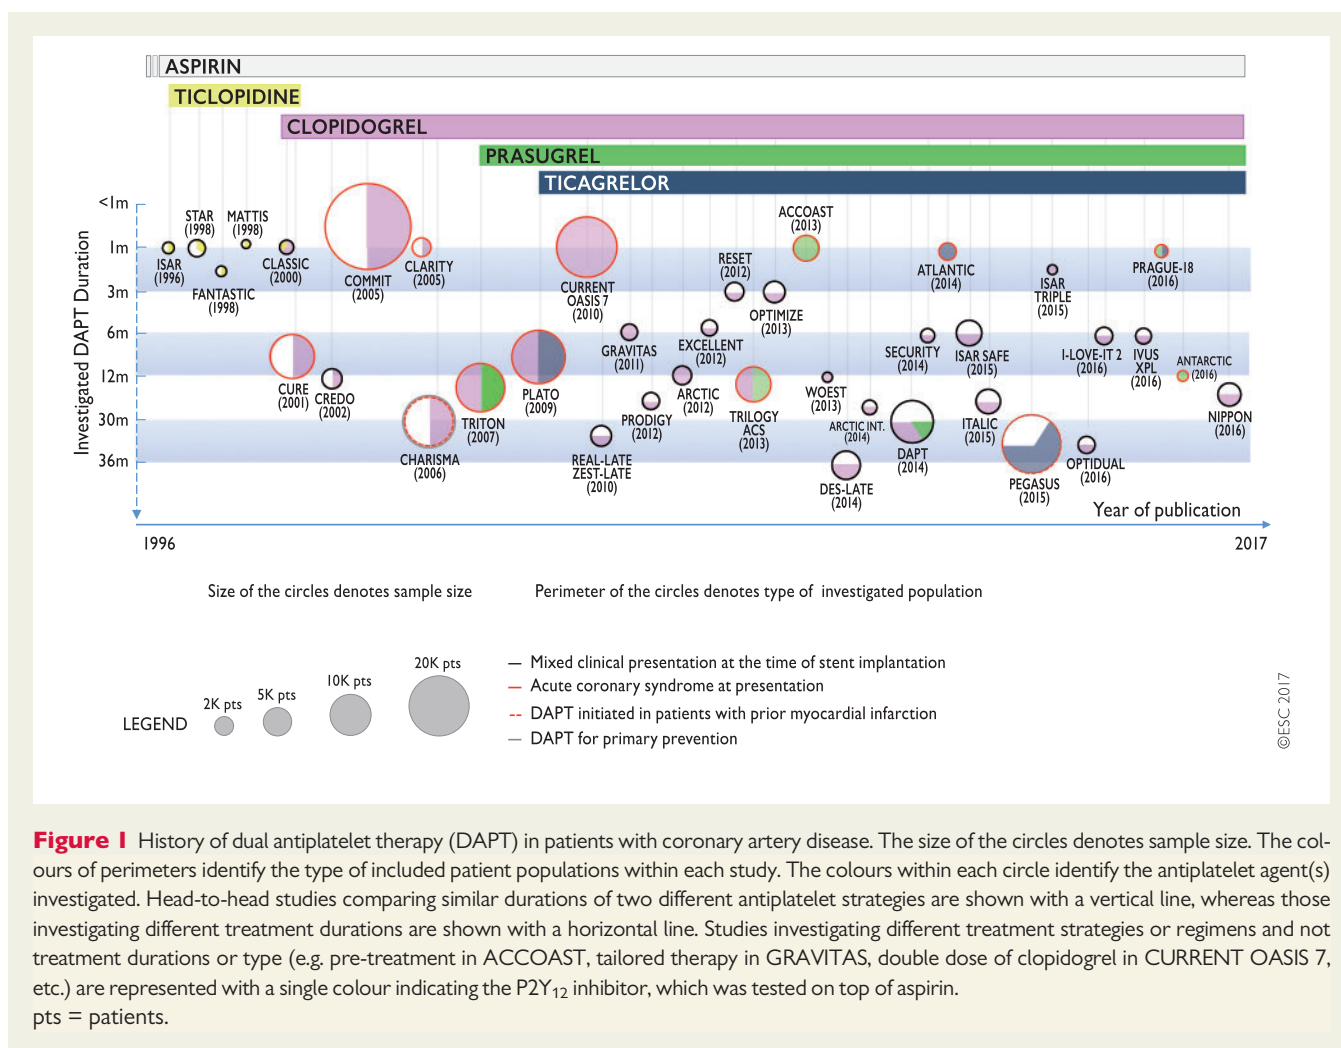 ASPIRIN
TICLOPIDINE
CLOPIDOGREL
PRASUGREL
TICAGRELOR
Investigated DAPT Duration
<1m
1m
3m
6m
12m
30m
36m
ISAR
(1996)
STAR
(1998)
FANTASTIC
(1998)
MATTIS
(1998)
CLASSIC
(2000)
COMMIT
(2005)
CLARITY
(2005)
CURRENT
OASIS 7
(2010)
RESET
(2012)
OPTIMIZE
(2013)
ACCOAST
(2013)
ATLANTIC
(2014)
ISAR
TRIPLE
(2015)
PRAGUE-18
(2016)
CURE
(2001)
CREDO
(2002)
CHARISMA
(2006)
TRITON
(2007)
PLATO
(2009)
GRAVITAS
(2011)
EXCELLENT
(2012)
ARCTIC
(2012)
PRODIGY
(2012)
REAL-LATE
ZEST-LATE
(2010)
TRILOGY
ACS
(2013)
WOEST
(2013)
ARCTIC INT.
(2014)
DES-LATE
(2014)
SECURITY
(2014)
DAPT
(2014)
ISAR SAFE
(2015)
ITALIC
(2015)
PEGASUS
(2015)
I-LOVE-IT 2
(2016)
OPTIDUAL
(2016)
IVUS
XPL
(2016)
ANTARCTIC
(2016)
NIPPON
(2016)
Year of publication
1996
2017
Size of the circles denotes sample size
Perimeter of the circles denotes type of investigated population
LEGEND
2K pts
5K pts
10K pts
20K pts
Mixed clinical presentation at the time of stent implantation
Acute coronary syndrome at presentation
DAPT initiated in patients with prior myocardial infarction
DAPT for primary prevention
©ESC 2017
Figure 1 History of dual antiplatelet therapy (DAPT) in patients with coronary artery disease. The size of the circles denotes sample size. The col-
ours of perimeters identify the type of included patient populations within each study. The colours within each circle identify the antiplatelet agent(s)
investigated. Head-to-head studies comparing similar durations of two different antiplatelet strategies are shown with a vertical line, whereas those
investigating different treatment durations are shown with a horizontal line. Studies investigating different treatment strategies or regimens and not
treatment durations or type (e.g. pre-treatment in ACCOAST, tailored therapy in GRAVITAS, double dose of clopidogrel in CURRENT OASIS 7,
etc.) are represented with a single colour indicating the P2Y12 inhibitor, which was tested on top of aspirin.
pts = patients.